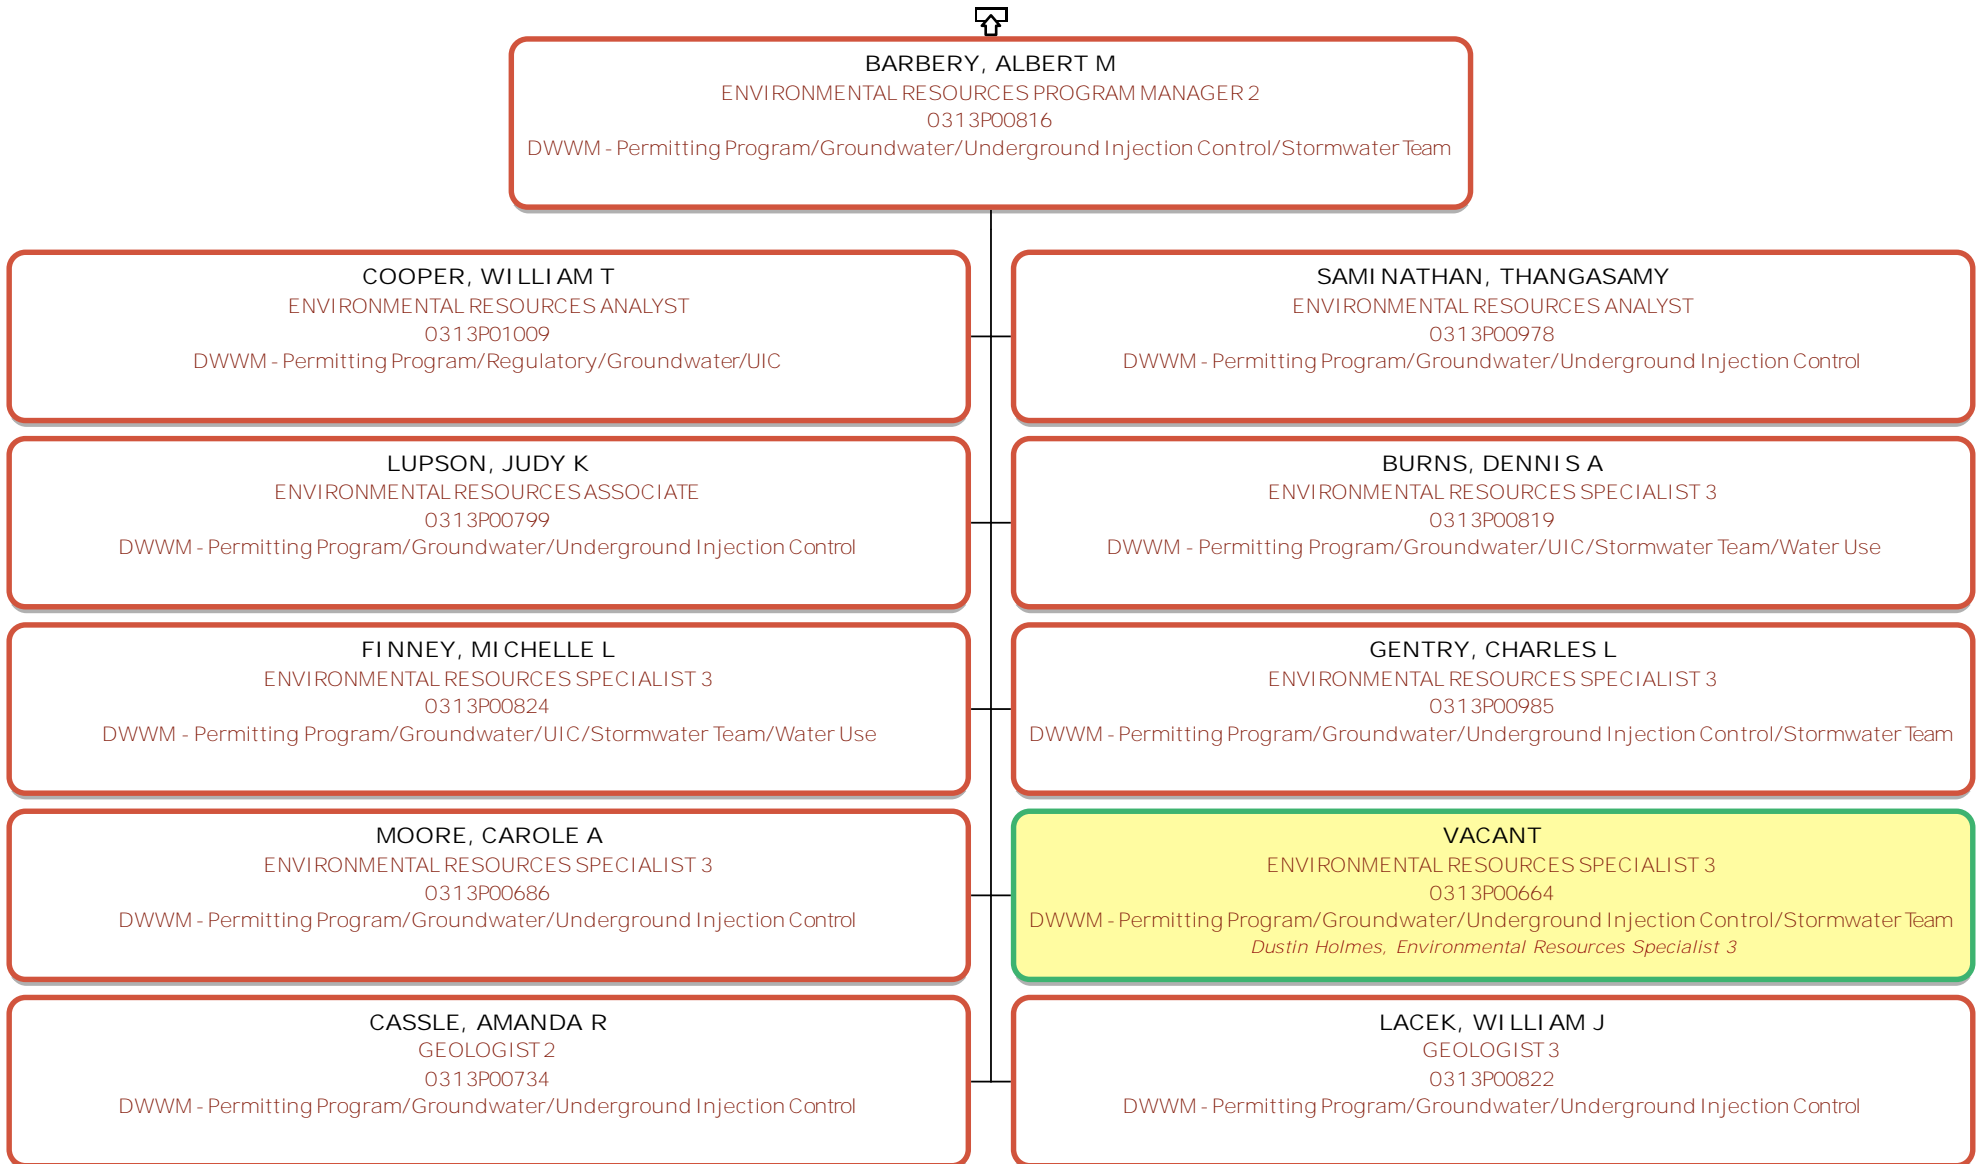 BARBERY, ALBERT M
ENVIRONMENTAL RESOURCES PROGRAM MANAGER 2
0313P00816
DWWM - Permitting Program/Groundwater/Underground Injection Control/Stormwater Team
COOPER, WILLIAM T
ENVIRONMENTAL RESOURCES ANALYST
0313P01009
DWWM - Permitting Program/Regulatory/Groundwater/UIC
SAMINATHAN, THANGASAMY
ENVIRONMENTAL RESOURCES ANALYST
0313P00978
DWWM - Permitting Program/Groundwater/Underground Injection Control
LUPSON, JUDY K
ENVIRONMENTAL RESOURCES ASSOCIATE
0313P00799
DWWM - Permitting Program/Groundwater/Underground Injection Control
BURNS, DENNIS A
ENVIRONMENTAL RESOURCES SPECIALIST 3
0313P00819
DWWM - Permitting Program/Groundwater/UIC/Stormwater Team/Water Use
FINNEY, MICHELLE L
ENVIRONMENTAL RESOURCES SPECIALIST 3
0313P00824
DWWM - Permitting Program/Groundwater/UIC/Stormwater Team/Water Use
GENTRY, CHARLES L
ENVIRONMENTAL RESOURCES SPECIALIST 3
0313P00985
DWWM - Permitting Program/Groundwater/Underground Injection Control/Stormwater Team
MOORE, CAROLE A
ENVIRONMENTAL RESOURCES SPECIALIST 3
0313P00686
DWWM - Permitting Program/Groundwater/Underground Injection Control
VACANT
ENVIRONMENTAL RESOURCES SPECIALIST 3
0313P00664
DWWM - Permitting Program/Groundwater/Underground Injection Control/Stormwater Team
Dustin Holmes, Environmental Resources Specialist 3
CASSLE, AMANDA R
GEOLOGIST 2
0313P00734
DWWM - Permitting Program/Groundwater/Underground Injection Control
LACEK, WILLIAM J
GEOLOGIST 3
0313P00822
DWWM - Permitting Program/Groundwater/Underground Injection Control